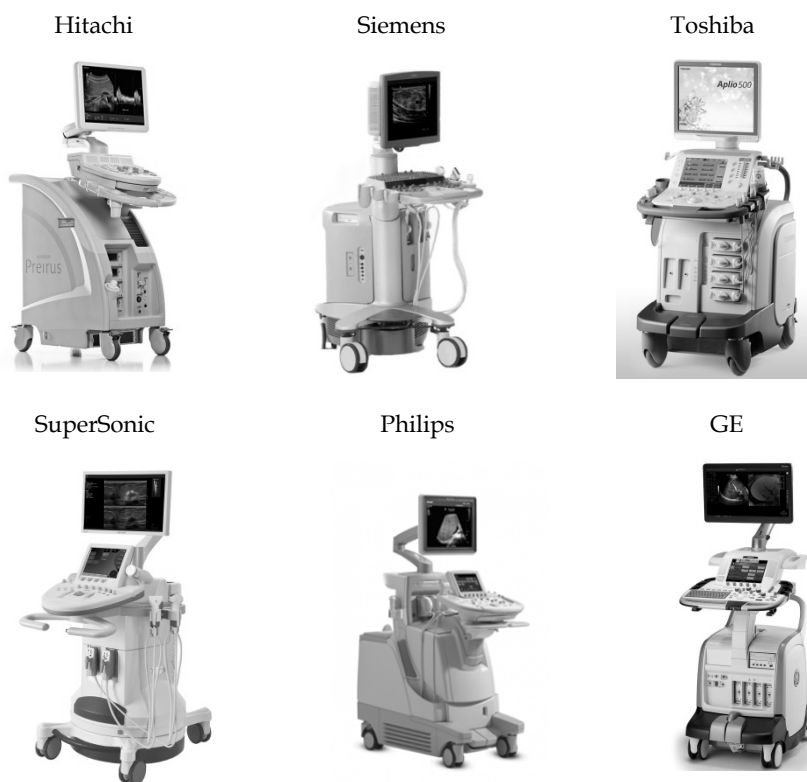 Hitachi
Siemens
Toshiba
Aplio 500
Preirus
SuperSonic
Philips
GE